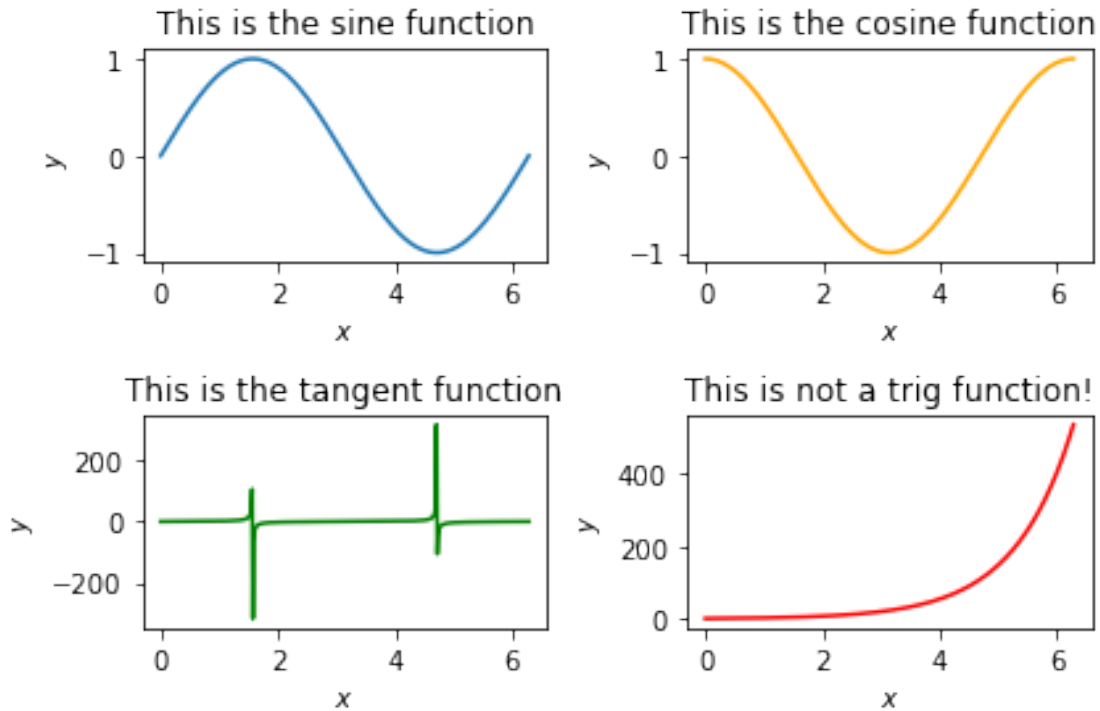 This is the sine function
1
0
−1
y
0 2 4 6
x
This is the cosine function
1
0
−1
y
0 2 4 6
x
This is the tangent function
200
0
−200
y
0 2 4 6
x
This is not a trig function!
400
200
0
y
0 2 4 6
x